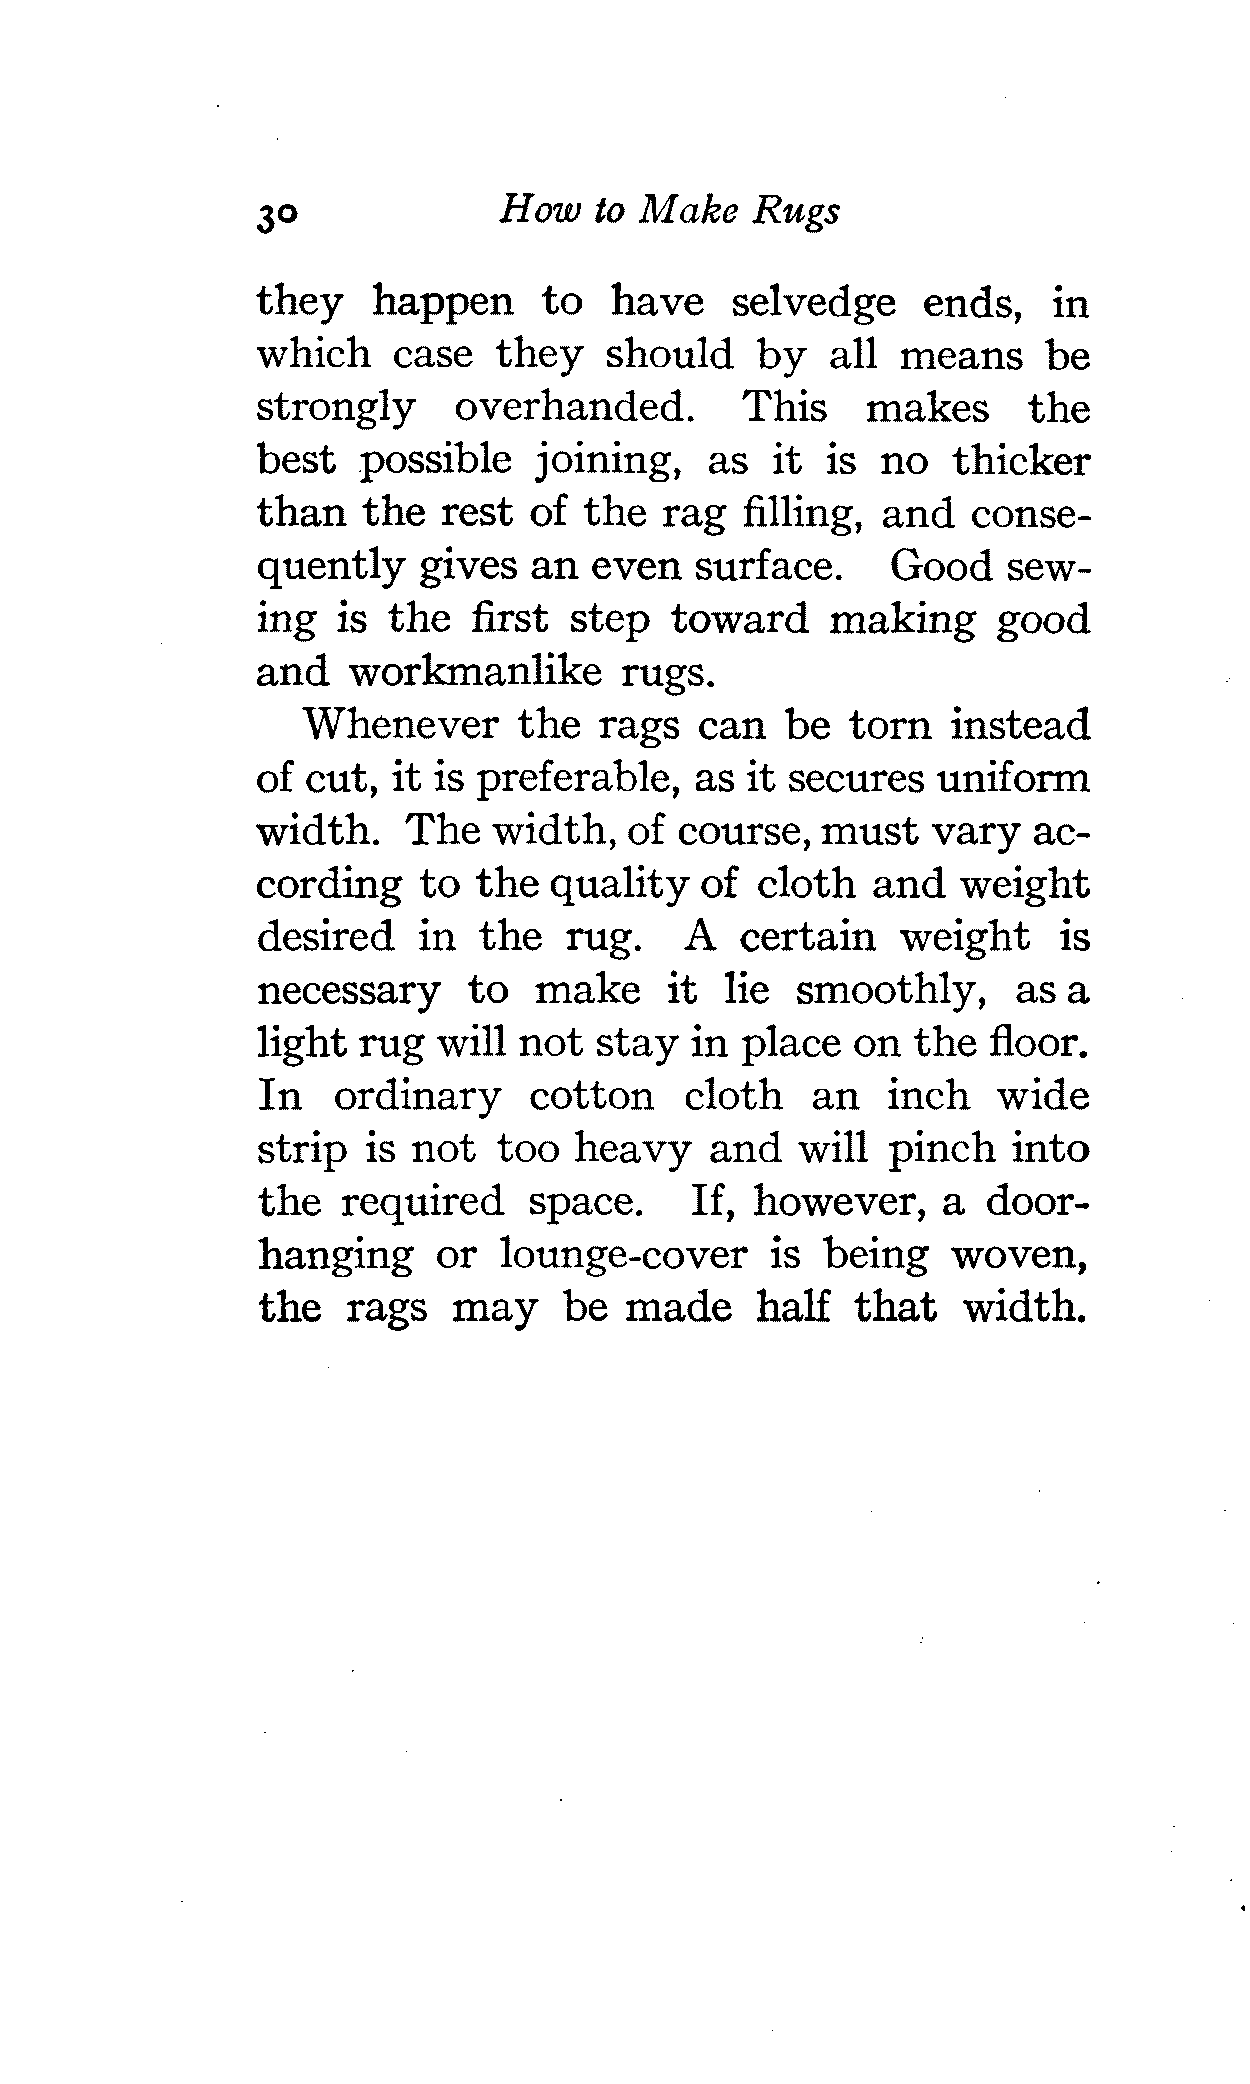 30 How to Make Rugs
they happen to have selvedge ends, in
which case they should by all means be
strongly overhanded. This makes the
best possible joining, as it is no thicker
than the rest of the rag filling, and conse-
quently gives an even surface. Good sew-
ing is the first step toward making good
and workmanlike rugs.
Whenever the rags can be torn instead
of cut, it is preferable, as it secures uniform
width. The width, of course, must vary ac-
cording to the quality of cloth and weight
desired in the rug. A certain weight is
necessary to make it lie smoothly, as a
light rug will not stay in place on the floor.
In ordinary cotton cloth an inch wide
strip is not too heavy and will pinch into
the required space. If, however, a door-
hanging or lounge-cover is being woven,
the rags may be made half that width.